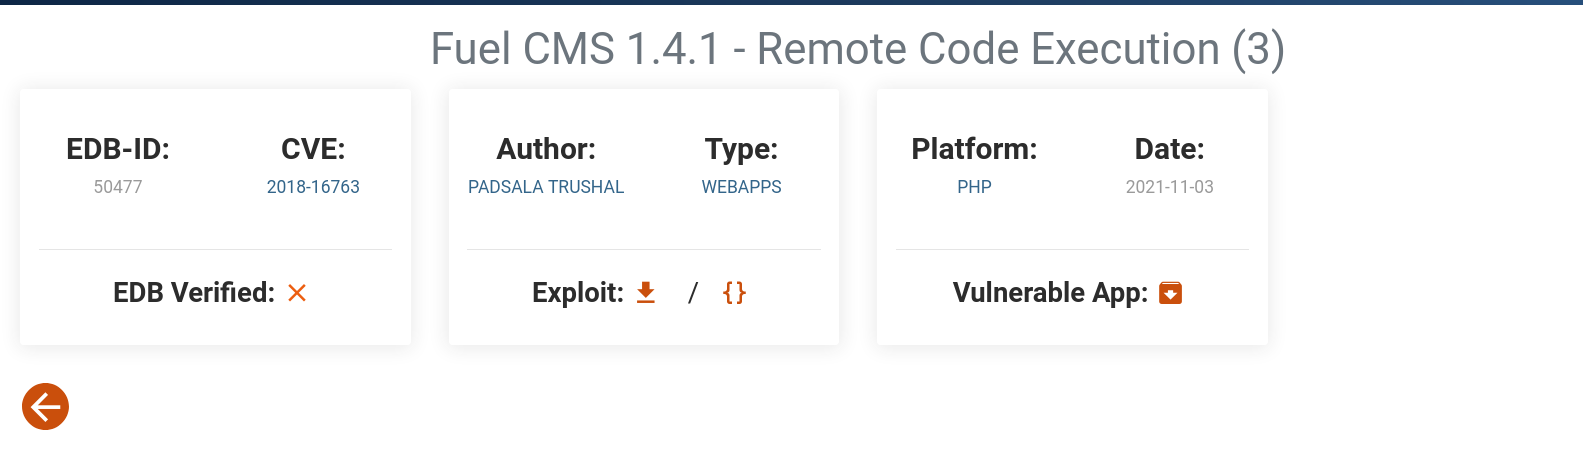 Fuel CMS 1.4.1 - Remote Code Execution (3)
EDB-ID:
50477
CVE:
2018-16763
EDB Verified:
Author:
PADSALA TRUSHAL
Type:
WEBAPPS
Exploit: / {}
Platform:
PHP
Date:
2021-11-03
Vulnerable App: